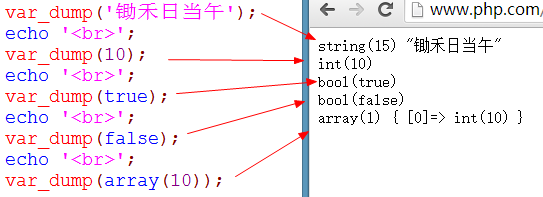 var_dump('锄禾日当午');
echo '<br>';
var_dump(10);
echo '<br>';
var_dump(true);
echo '<br>';
var_dump(false);
echo '<br>';
var_dump(array(10));
www.php.com/
string(15) "锄禾日当午"
int(10)
bool(true)
bool(false)
array(1) { [0]=> int(10) }